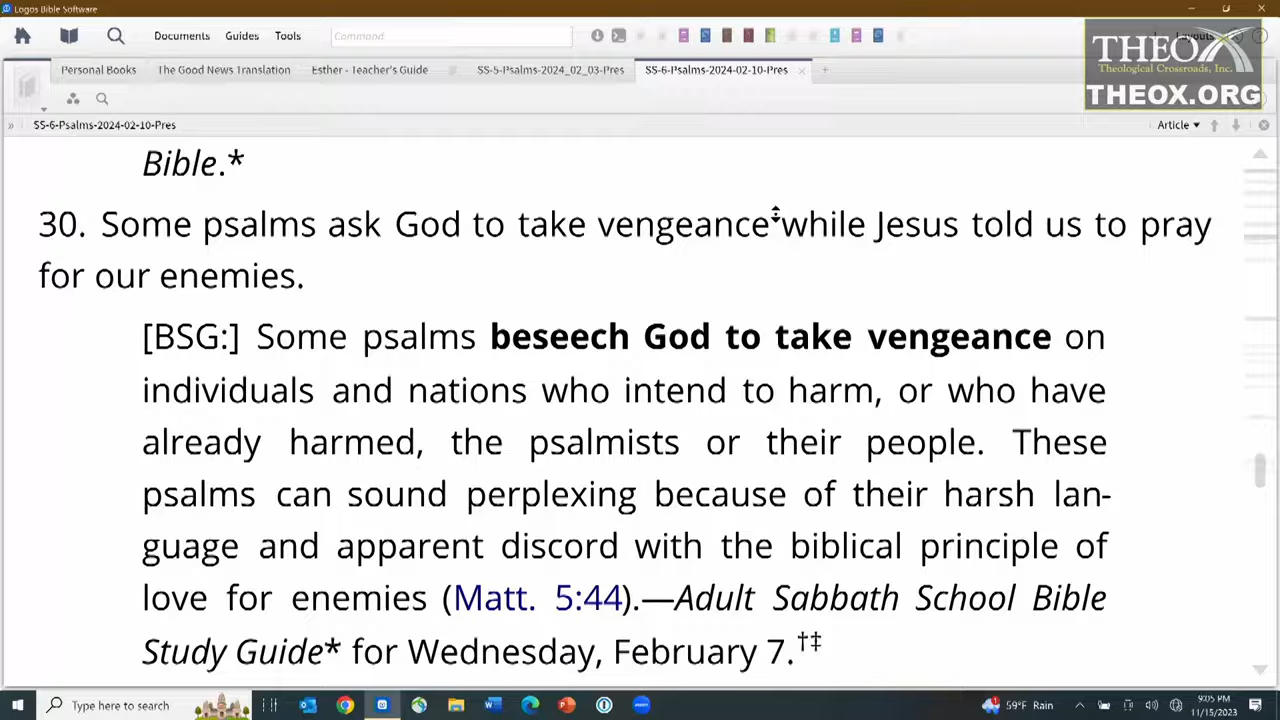 Logos Bible Software
Documents Guides Tools Command
Personal Books The Good News Translation Esther - Teacher's Guide SS-5-Psalms-2024_02_03-Pres SS-6-Psalms-2024-02-10-Pres
THEOX
Theological Crossroads, Inc.
THEOX.ORG
SS-6-Psalms-2024-02-10-Pres Article
Bible.*
30. Some psalms ask God to take vengeance while Jesus told us to pray
for our enemies.
[BSG:] Some psalms beseech God to take vengeance on
individuals and nations who intend to harm, or who have
already harmed, the psalmists or their people. These
psalms can sound perplexing because of their harsh lan-
guage and apparent discord with the biblical principle of
love for enemies (Matt. 5:44).—Adult Sabbath School Bible
Study Guide* for Wednesday, February 7.†‡
Type here to search 59°F Rain 9:05 PM
11/15/2023